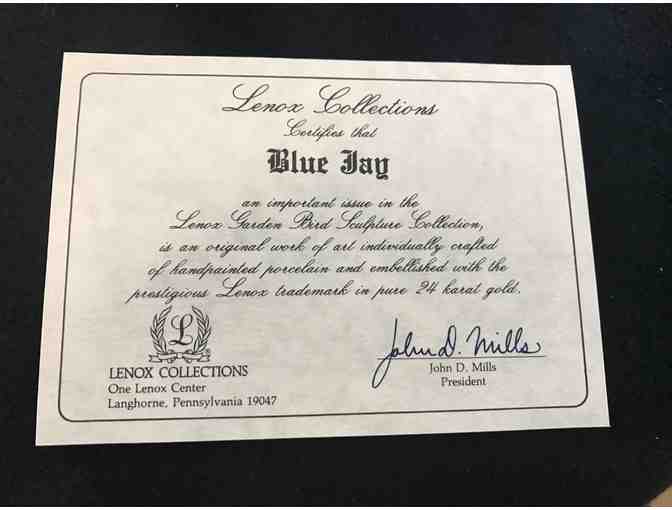 Lenox Collections
Certifies that
Blue Jay
an important issue in the
Lenox Garden Bird Sculpture Collection,
is an original work of art individually crafted
of handpainted porcelain and embellished with the
prestigious Lenox trademark in pure 24 karat gold.
L
LENOX COLLECTIONS
One Lenox Center
Langhorne, Pennsylvania 19047
John D. Mills
John D. Mills
President